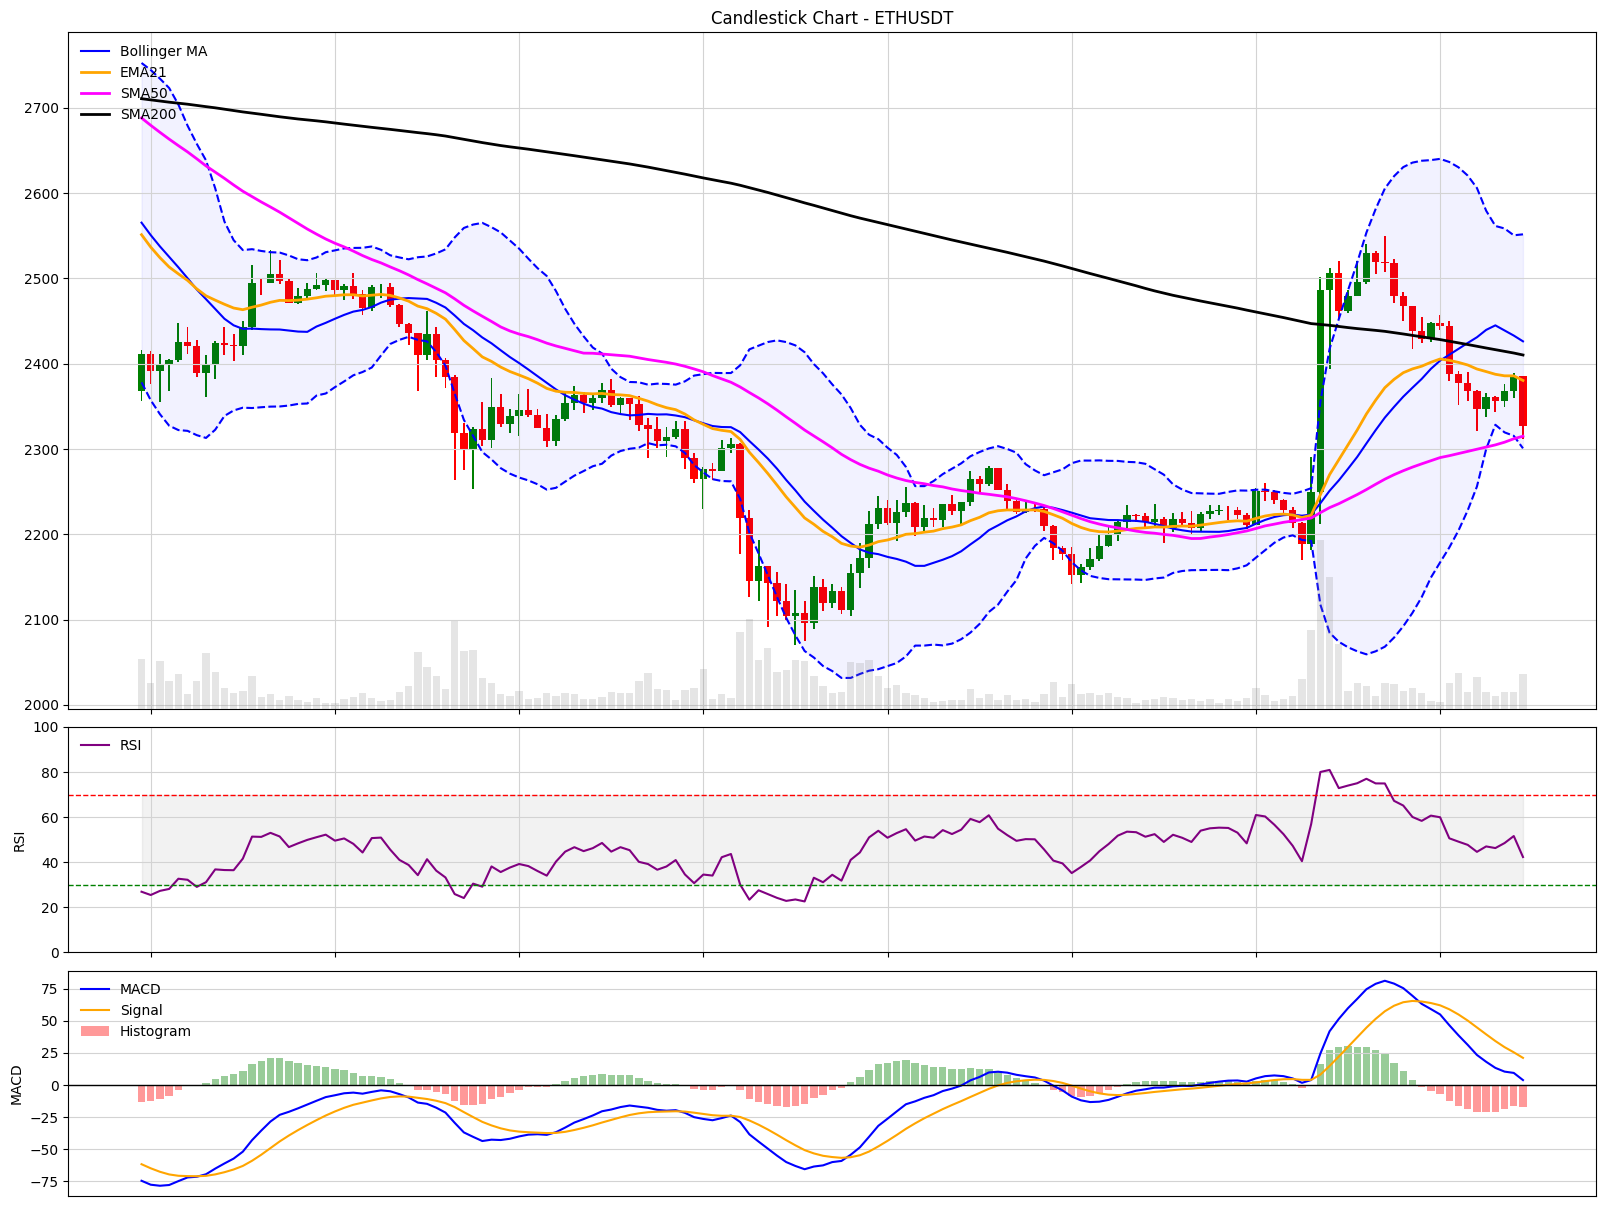 Candlestick Chart - ETHUSDT
Bollinger MA
EMA21
SMA50
SMA200
2700
2600
2500
2400
2300
2200
2100
2000
RSI
100
80
60
40
20
0
RSI
MACD
Signal
Histogram
75
50
25
0
−25
−50
−75
MACD